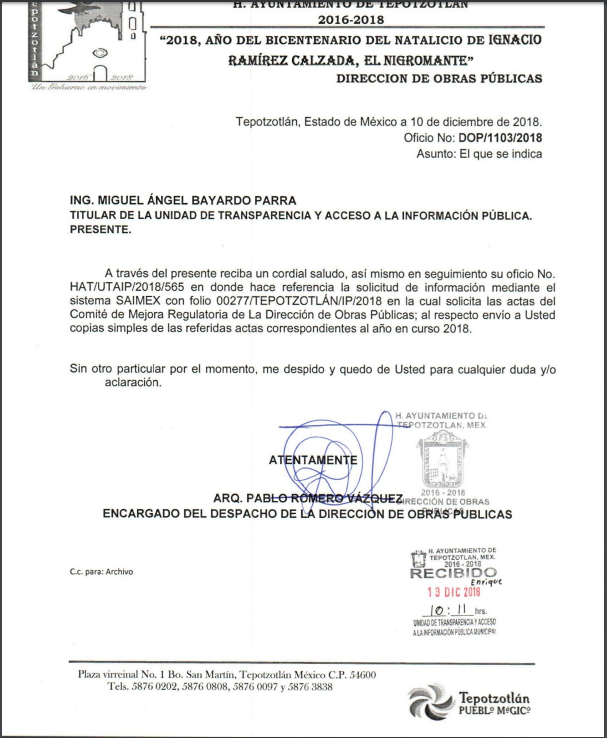 Tepotzotlán
2016 2018
Un Gobierno en movimiento
H. AYUNTAMIENTO DE TEPOTZOTLÁN
2016-2018
“2018, AÑO DEL BICENTENARIO DEL NATALICIO DE IGNACIO
RAMÍREZ CALZADA, EL NIGROMANTE”
DIRECCION DE OBRAS PÚBLICAS
Tepotzotlán, Estado de México a 10 de diciembre de 2018.
Oficio No: DOP/1103/2018
Asunto: El que se indica
ING. MIGUEL ÁNGEL BAYARDO PARRA
TITULAR DE LA UNIDAD DE TRANSPARENCIA Y ACCESO A LA INFORMACIÓN PÚBLICA.
PRESENTE.
A través del presente reciba un cordial saludo, así mismo en seguimiento su oficio No.
HAT/UTAIP/2018/565 en donde hace referencia la solicitud de información mediante el
sistema SAIMEX con folio 00277/TEPOTZOTLÁN/IP/2018 en la cual solicita las actas del
Comité de Mejora Regulatoria de La Dirección de Obras Públicas; al respecto envío a Usted
copias simples de las referidas actas correspondientes al año en curso 2018.
Sin otro particular por el momento, me despido y quedo de Usted para cualquier duda y/o
aclaración.
H. AYUNTAMIENTO DE
TEPOTZOTLAN, MEX.
2016 - 2018
DIRECCIÓN DE OBRAS
PÚBLICAS
ATENTAMENTE
ARQ. PABLO ROMERO VÁZQUEZ
ENCARGADO DEL DESPACHO DE LA DIRECCIÓN DE OBRAS PUBLICAS
C.c. para: Archivo
H. AYUNTAMIENTO DE
TEPOTZOTLAN, MEX.
2016 - 2018
RECIBIDO
Enrique
13 DIC 2018
10:11 hrs.
UNIDAD DE TRANSPARENCIA Y ACCESO
A LA INFORMACIÓN PÚBLICA MUNICIPAL
Plaza virreinal No. 1 Bo. San Martín, Tepotzotlán México C.P. 54600
Tels. 5876 0202, 5876 0808, 5876 0097 y 5876 3838
Tepotzotlán
PUEBLO MÁGICO